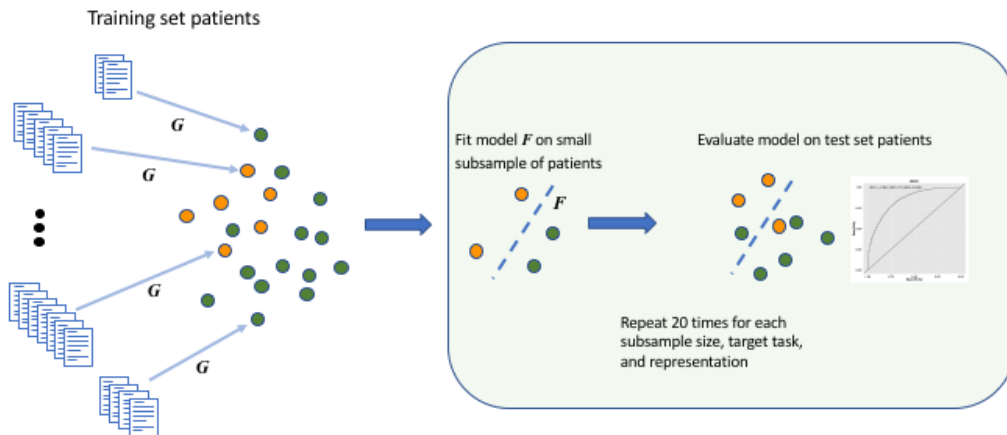 Training set patients
G
G
G
G
Fit model F on small
subsample of patients
F
Evaluate model on test set patients
Repeat 20 times for each
subsample size, target task,
and representation